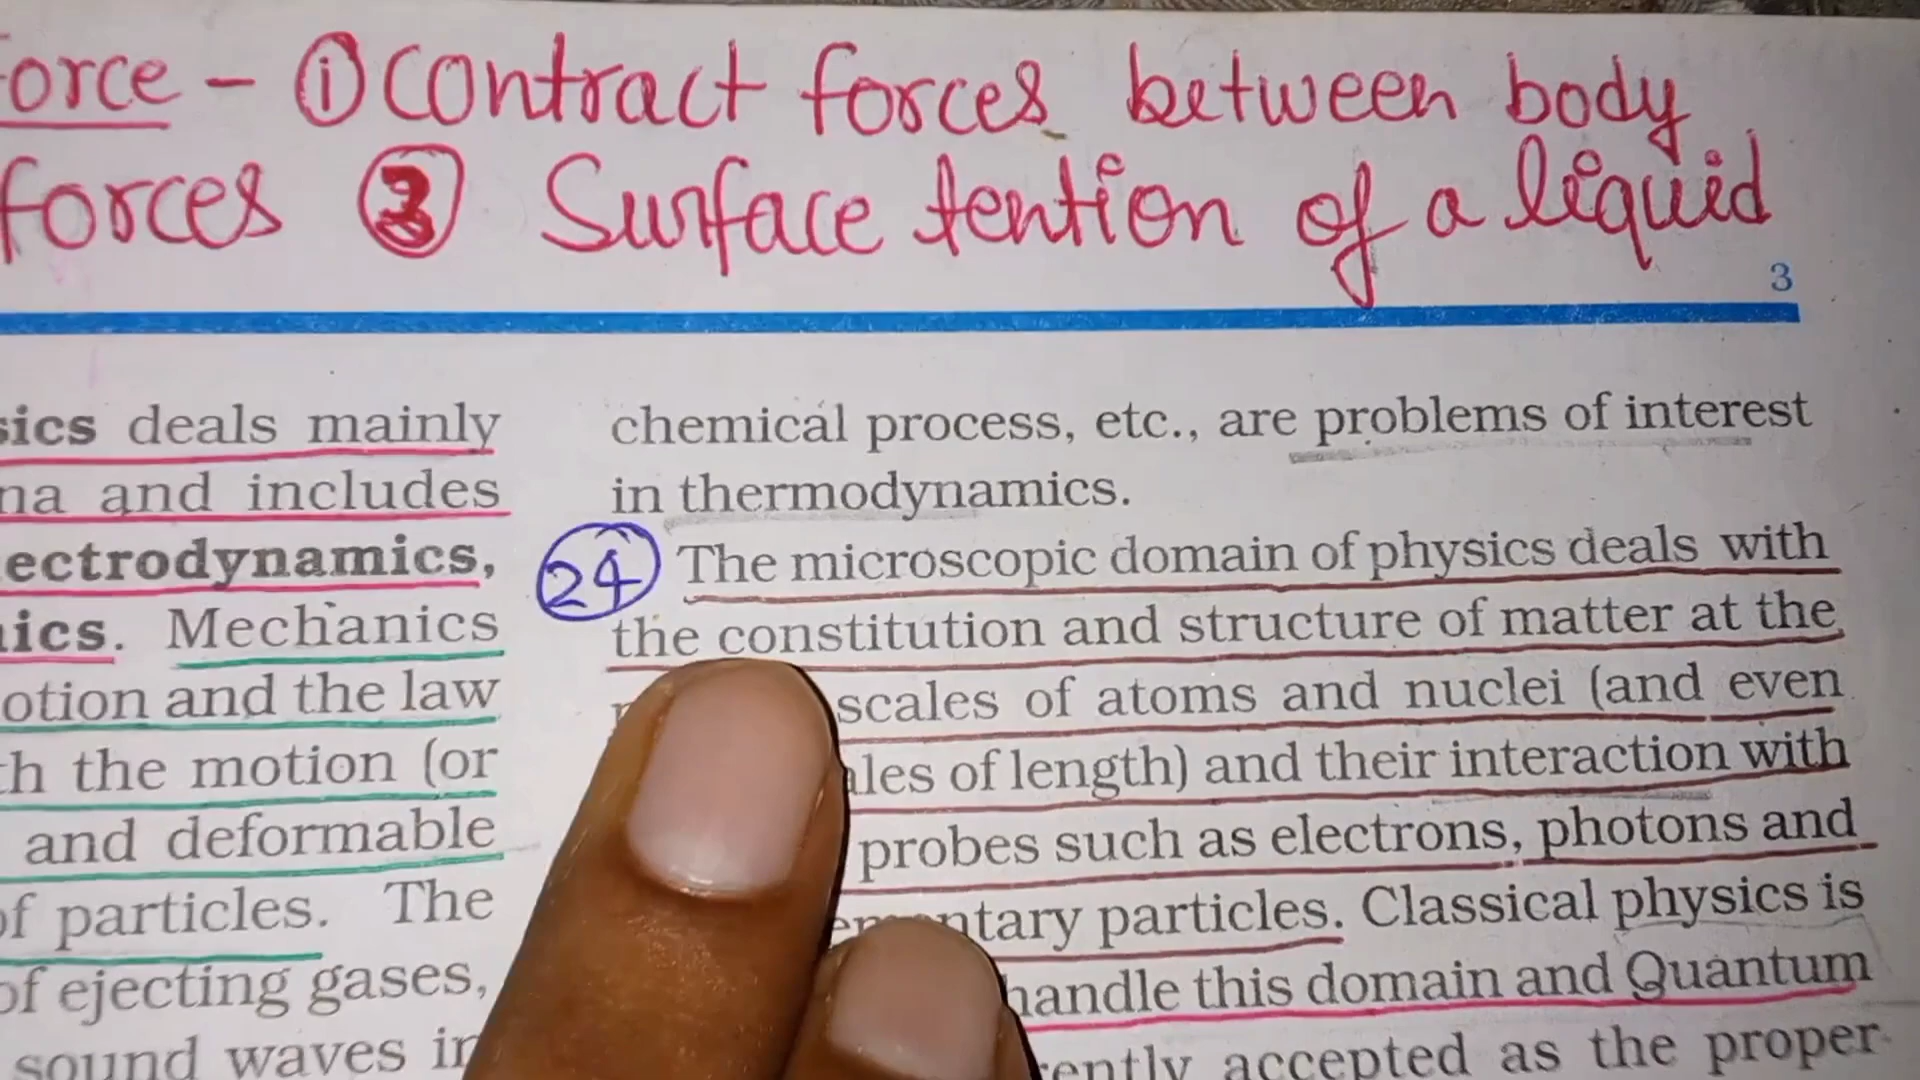 orce - ① Contract forces between body
forces ③ Surface tention of a liquid
3
sics deals mainly
na and includes
ectrodynamics,
ics. Mechanics
otion and the law
th the motion (or
and deformable
of particles. The
of ejecting gases,
sound waves in
chemical process, etc., are problems of interest
in thermodynamics.
24 The microscopic domain of physics deals with
the constitution and structure of matter at the
scales of atoms and nuclei (and even
ales of length) and their interaction with
probes such as electrons, photons and
ementary particles. Classical physics is
handle this domain and Quantum
rently accepted as the proper